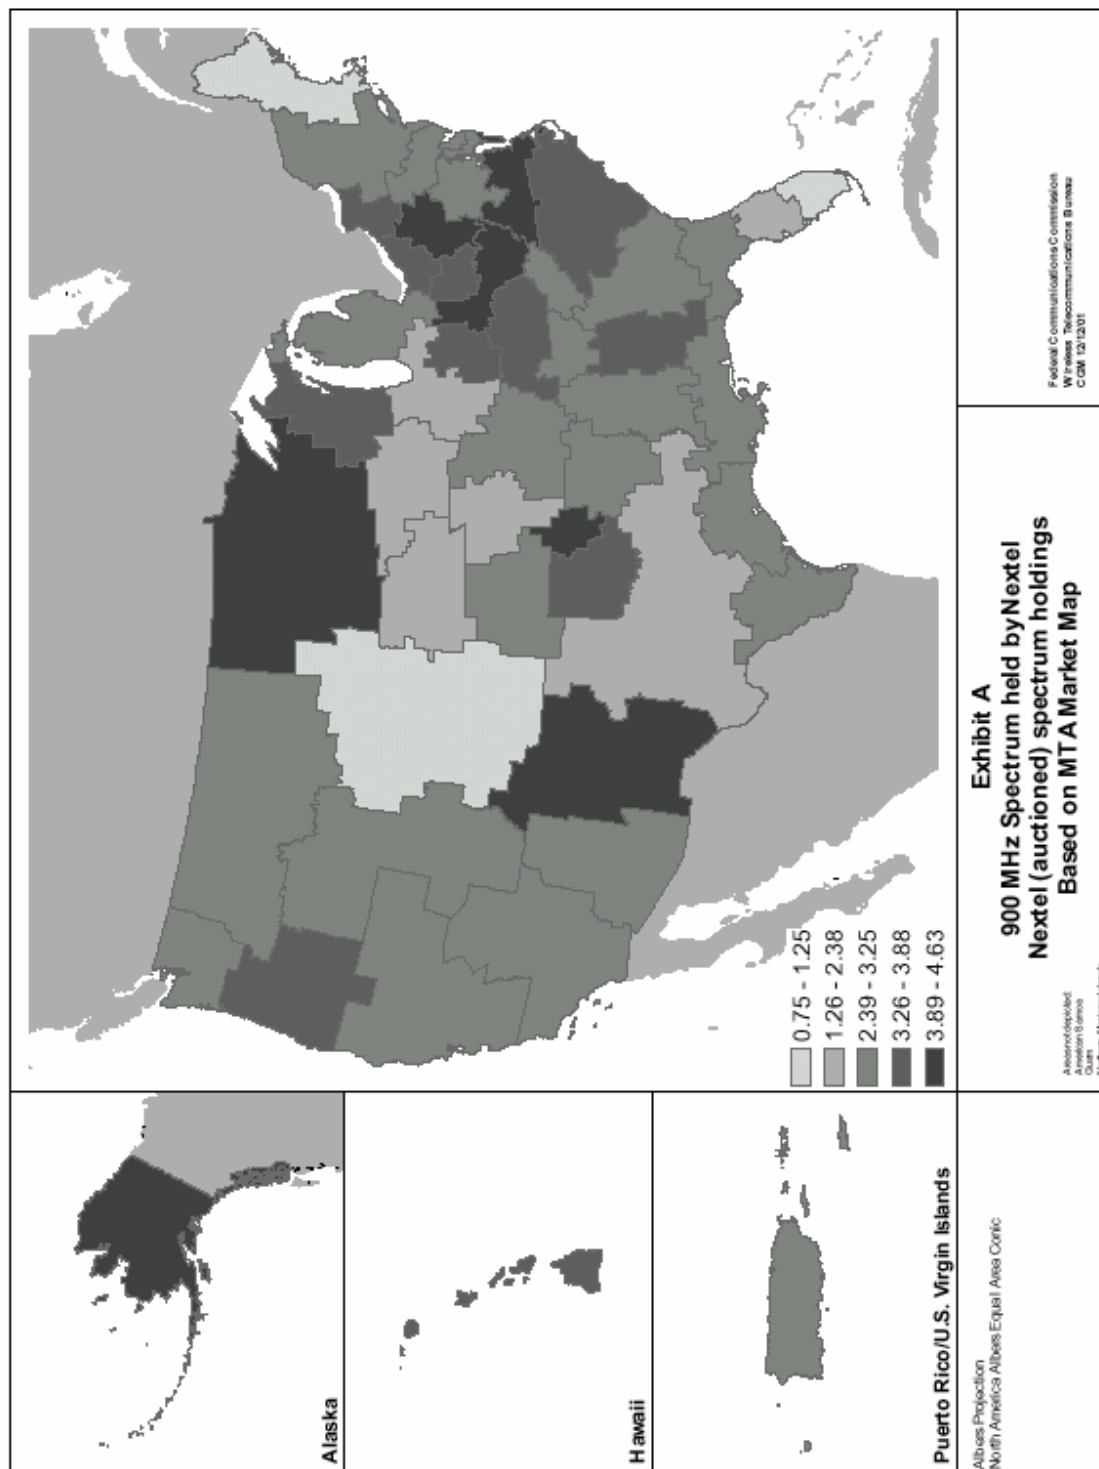 Alaska
Hawaii
Puerto Rico/U.S. Virgin Islands
0.75 - 1.25
1.26 - 2.38
2.39 - 3.25
3.26 - 3.88
3.89 - 4.63
Albers Projection
North America Albers Equal Area Conic
Exhibit A
900 MHz Spectrum held by Nextel
Nextel (auctioned) spectrum holdings
Based on MTA Market Map
Areas not depicted:
American Samoa
Guam
Federal Communications Commission
Wireless Telecommunications Bureau
CGM 12/12/01